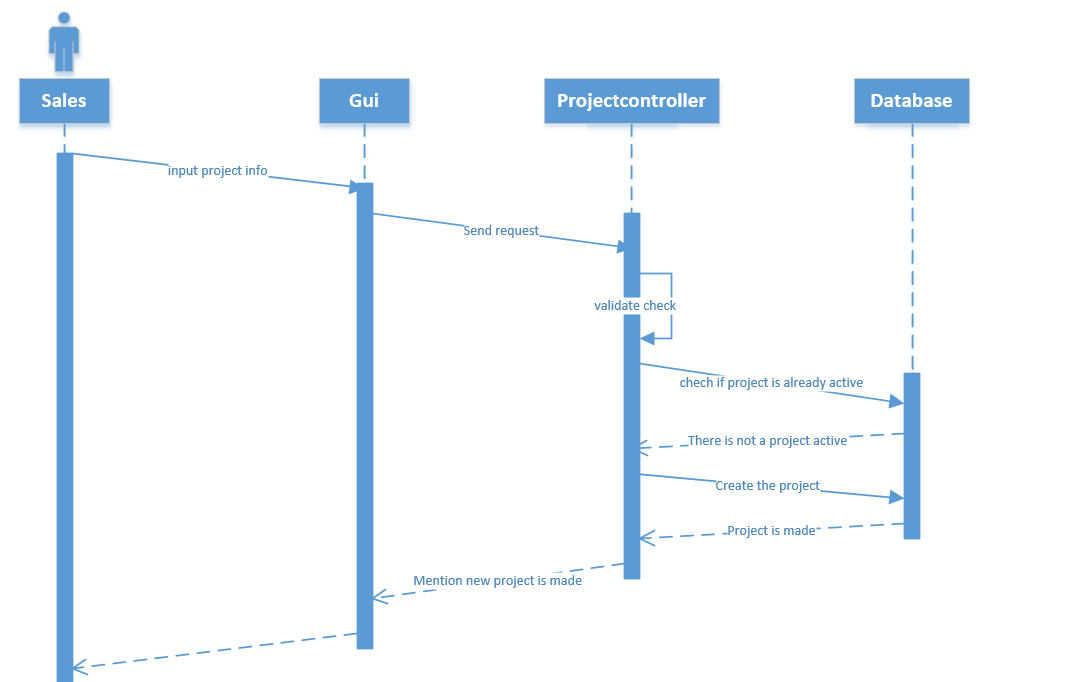 Sales
Gui
Projectcontroller
Database
input project info
Send request
validate check
chech if project is already active
There is not a project active
Create the project
Project is made
Mention new project is made